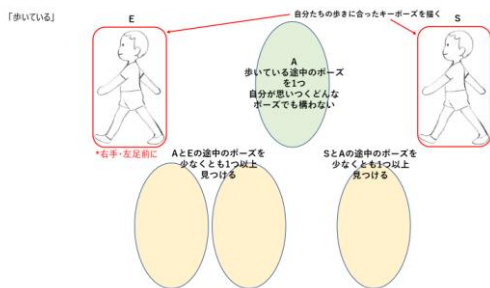 「歩いている」
E
自分たちの歩きに合ったキーポーズを描く
S
A
歩いている途中のポーズ
を1つ
自分が思いつくどんな
ポーズでも構わない
*右手・左足前に
AとEの途中のポーズを
少なくとも1つ以上
見つける
SとAの途中のポーズを
少なくとも1つ以上
見つける